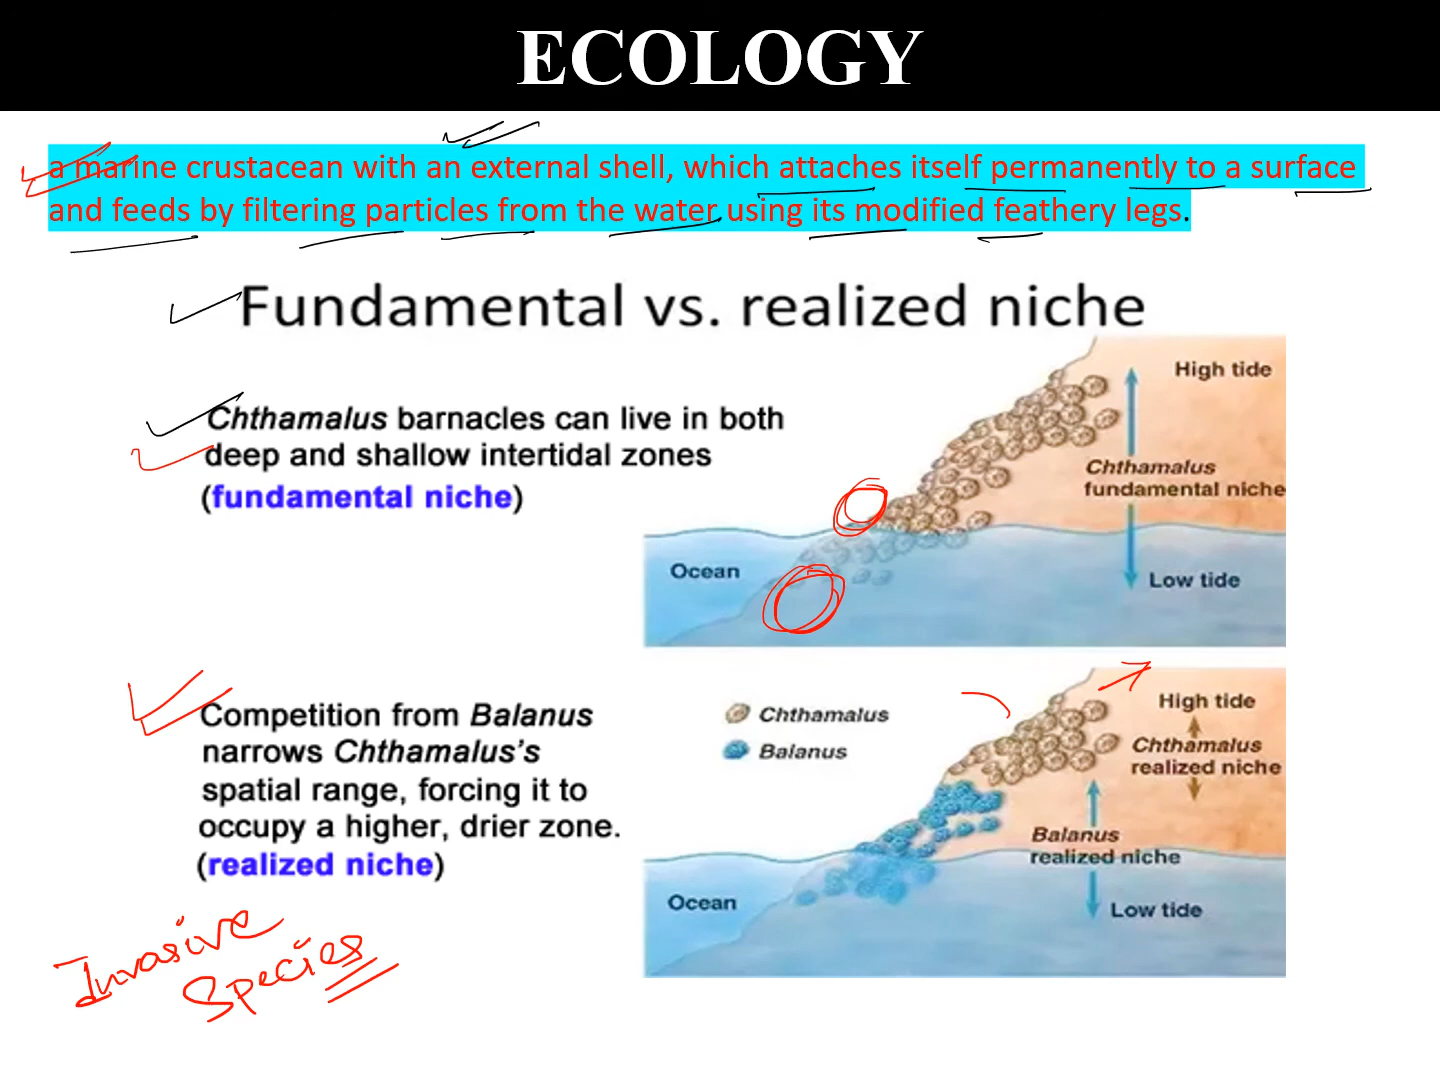 ECOLOGY
a marine crustacean with an external shell, which attaches itself permanently to a surface
and feeds by filtering particles from the water using its modified feathery legs.
Fundamental vs. realized niche
Chthamalus barnacles can live in both
deep and shallow intertidal zones
(fundamental niche)
High tide
Chthamalus
fundamental niche
Ocean
Low tide
Competition from Balanus
narrows Chthamalus's
spatial range, forcing it to
occupy a higher, drier zone.
(realized niche)
Chthamalus
Balanus
High tide
Chthamalus
realized niche
Balanus
realized niche
Ocean
Low tide
Invasive
Species